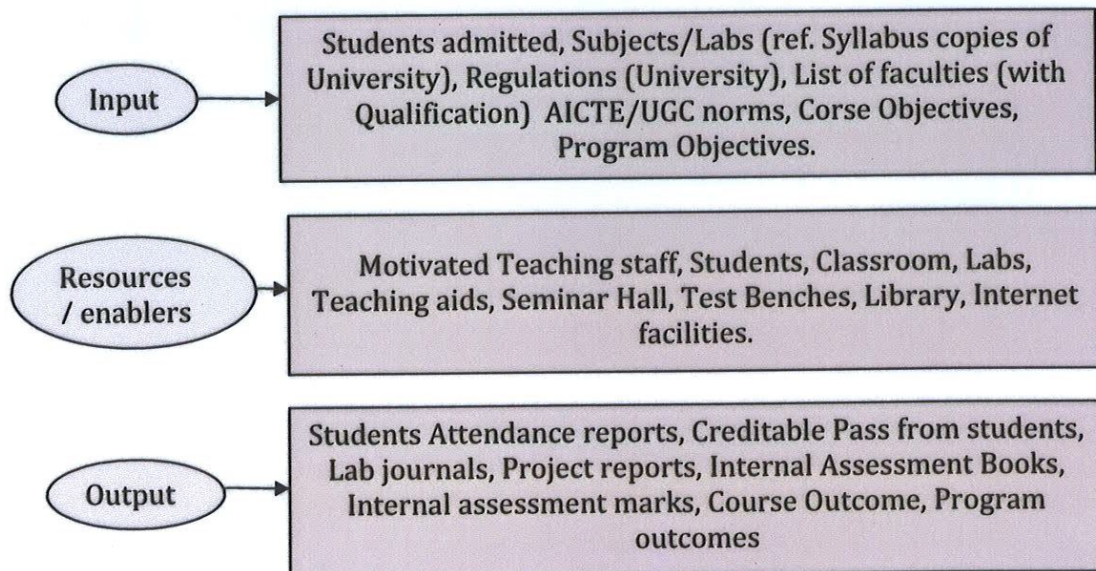 Input
Students admitted, Subjects/Labs (ref. Syllabus copies of
University), Regulations (University), List of faculties (with
Qualification) AICTE/UGC norms, Corse Objectives,
Program Objectives.
Resources
/ enablers
Motivated Teaching staff, Students, Classroom, Labs,
Teaching aids, Seminar Hall, Test Benches, Library, Internet
facilities.
Output
Students Attendance reports, Creditable Pass from students,
Lab journals, Project reports, Internal Assessment Books,
Internal assessment marks, Course Outcome, Program
outcomes